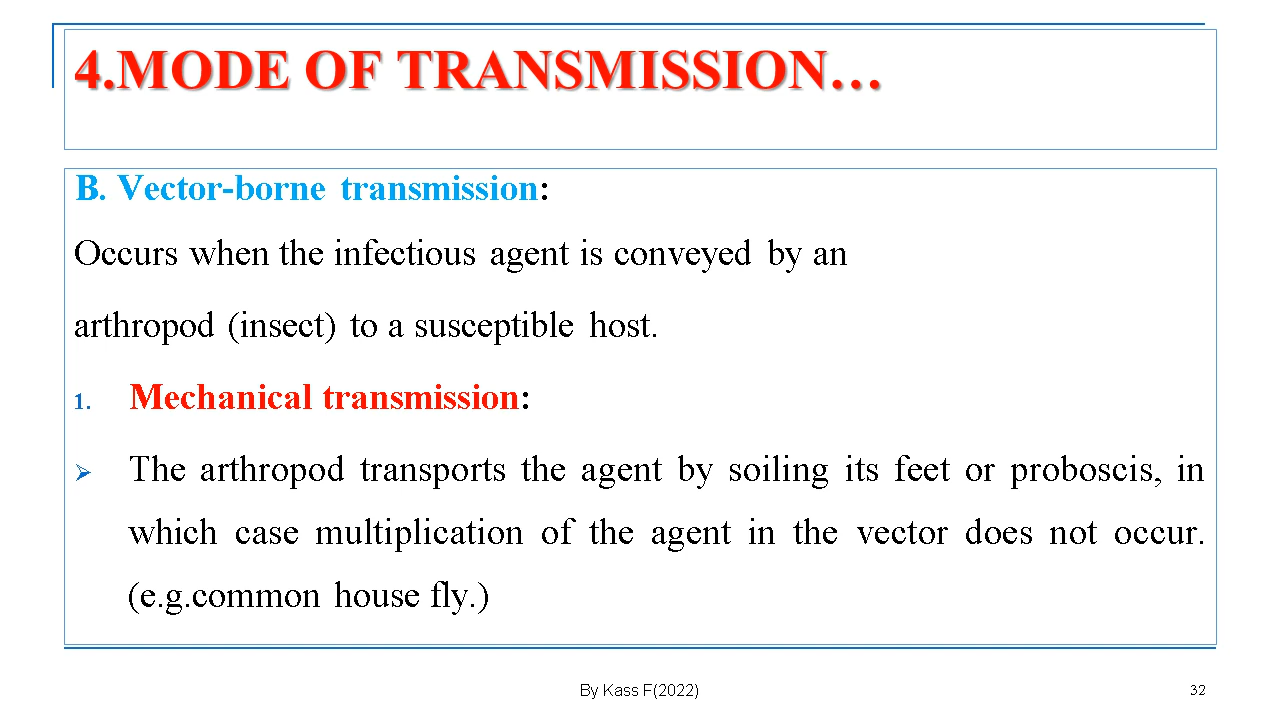 4.MODE OF TRANSMISSION…
B. Vector-borne transmission:
Occurs when the infectious agent is conveyed by an
arthropod (insect) to a susceptible host.
1. Mechanical transmission:
➢ The arthropod transports the agent by soiling its feet or proboscis, in
which case multiplication of the agent in the vector does not occur.
(e.g.common house fly.)
By Kass F(2022)
32